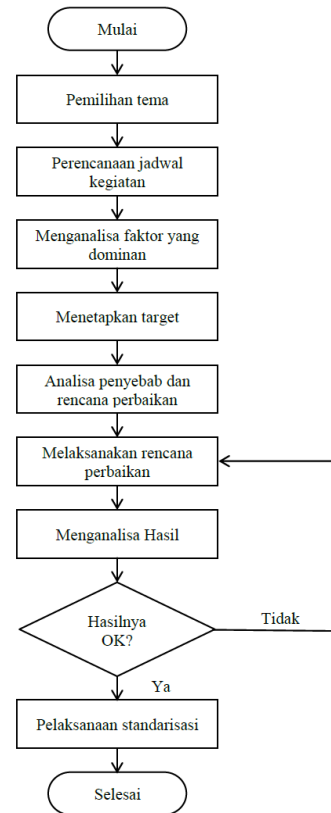 Mulai
Pemilihan tema
Perencanaan jadwal
kegiatan
Menganalisa faktor yang
dominan
Menetapkan target
Analisa penyebab dan
rencana perbaikan
Melaksanakan rencana
perbaikan
Menganalisa Hasil
Hasilnya
OK?
Tidak
Ya
Pelaksanaan standarisasi
Selesai